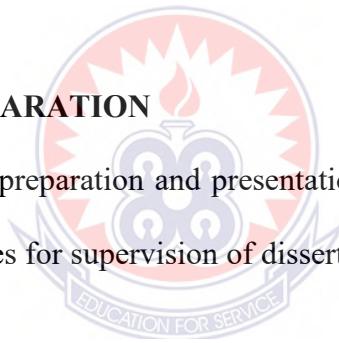 ARATION
preparation and presentatio
es for supervision of dissert
EDUCATION FOR SERVICE